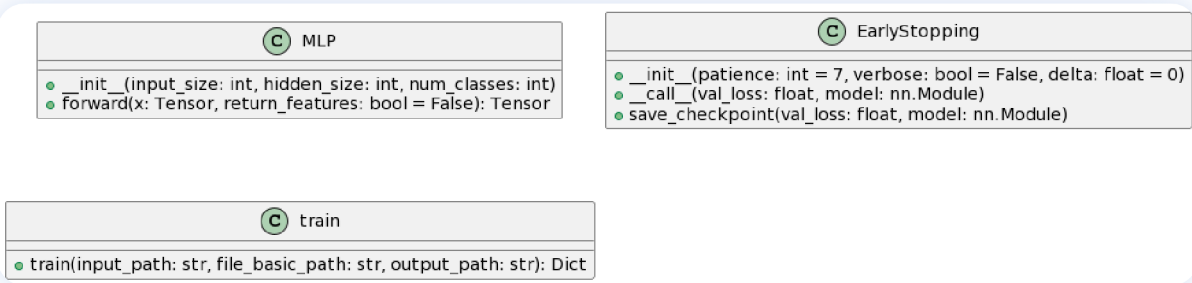 C MLP
__init__(input_size: int, hidden_size: int, num_classes: int)
forward(x: Tensor, return_features: bool = False): Tensor
C EarlyStopping
__init__(patience: int = 7, verbose: bool = False, delta: float = 0)
__call__(val_loss: float, model: nn.Module)
save_checkpoint(val_loss: float, model: nn.Module)
C train
train(input_path: str, file_basic_path: str, output_path: str): Dict